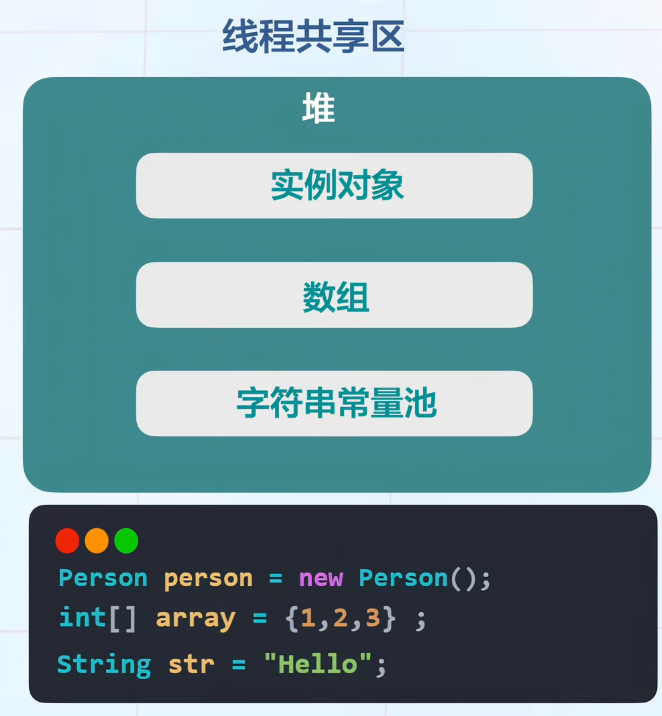 线程共享区
堆
实例对象
数组
字符串常量池
Person person = new Person();
int[] array = {1,2,3} ;
String str = "Hello";